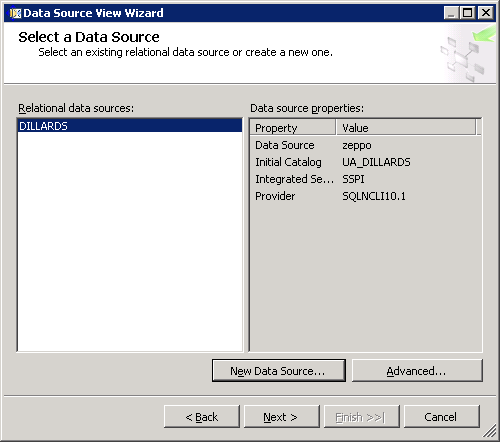 Data Source View Wizard
Select a Data Source
Select an existing relational data source or create a new one.
Relational data sources:
DILLARDS
Data source properties:
Property Value
Data Source zeppo
Initial Catalog UA_DILLARDS
Integrated Se... SSPI
Provider SQLNCLI10.1
New Data Source... Advanced...
< Back Next > Finish >>| Cancel